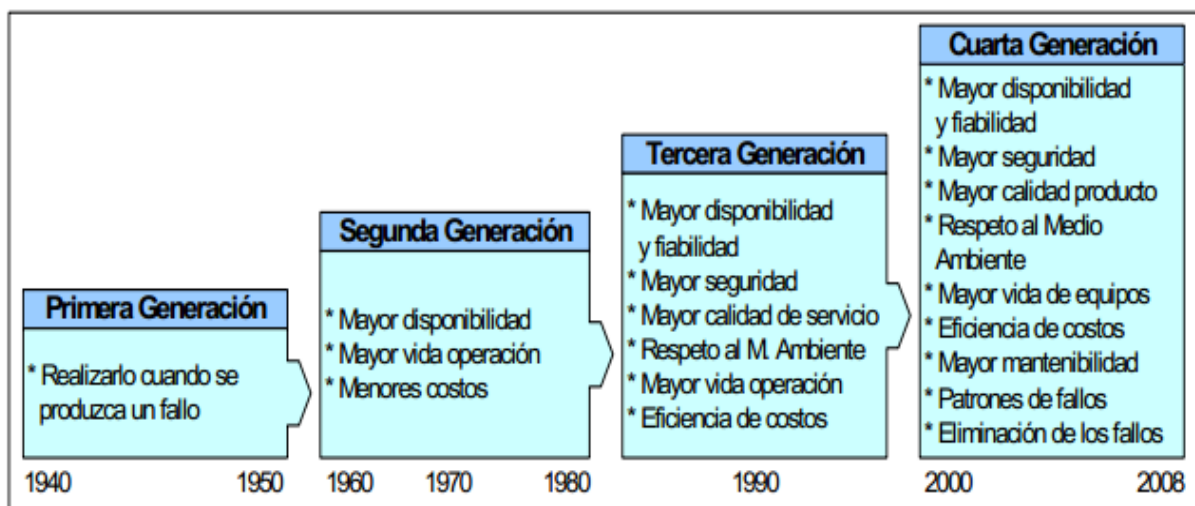 Primera Generación
* Realizarlo cuando se
produzca un fallo
Segunda Generación
* Mayor disponibilidad
* Mayor vida operación
* Menores costos
Tercera Generación
* Mayor disponibilidad
y fiabilidad
* Mayor seguridad
* Mayor calidad de servicio
* Respeto al M. Ambiente
* Mayor vida operación
* Eficiencia de costos
Cuarta Generación
* Mayor disponibilidad
y fiabilidad
* Mayor seguridad
* Mayor calidad producto
* Respeto al Medio
Ambiente
* Mayor vida de equipos
* Eficiencia de costos
* Mayor mantenibilidad
* Patrones de fallos
* Eliminación de los fallos
1940 1950 1960 1970 1980 1990 2000 2008